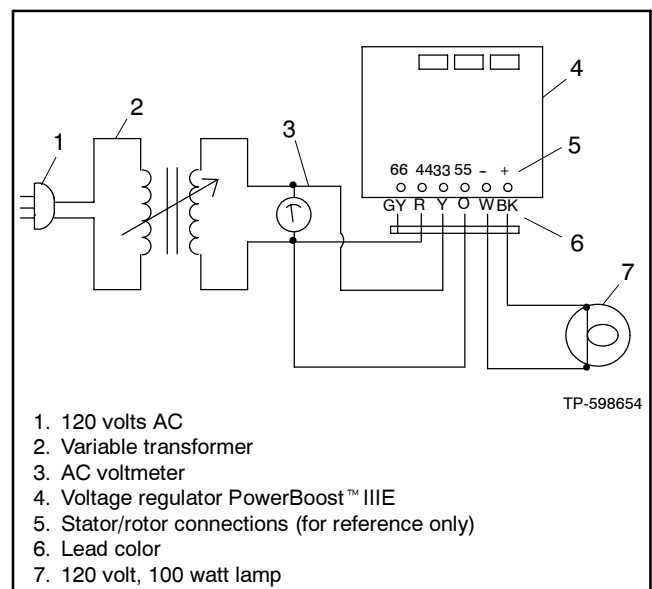 2
3
4
1
5
66 44 33 55 - +
GY R Y O W BK
6
7
TP-598654
1. 120 volts AC
2. Variable transformer
3. AC voltmeter
4. Voltage regulator PowerBoost™ IIIE
5. Stator/rotor connections (for reference only)
6. Lead color
7. 120 volt, 100 watt lamp